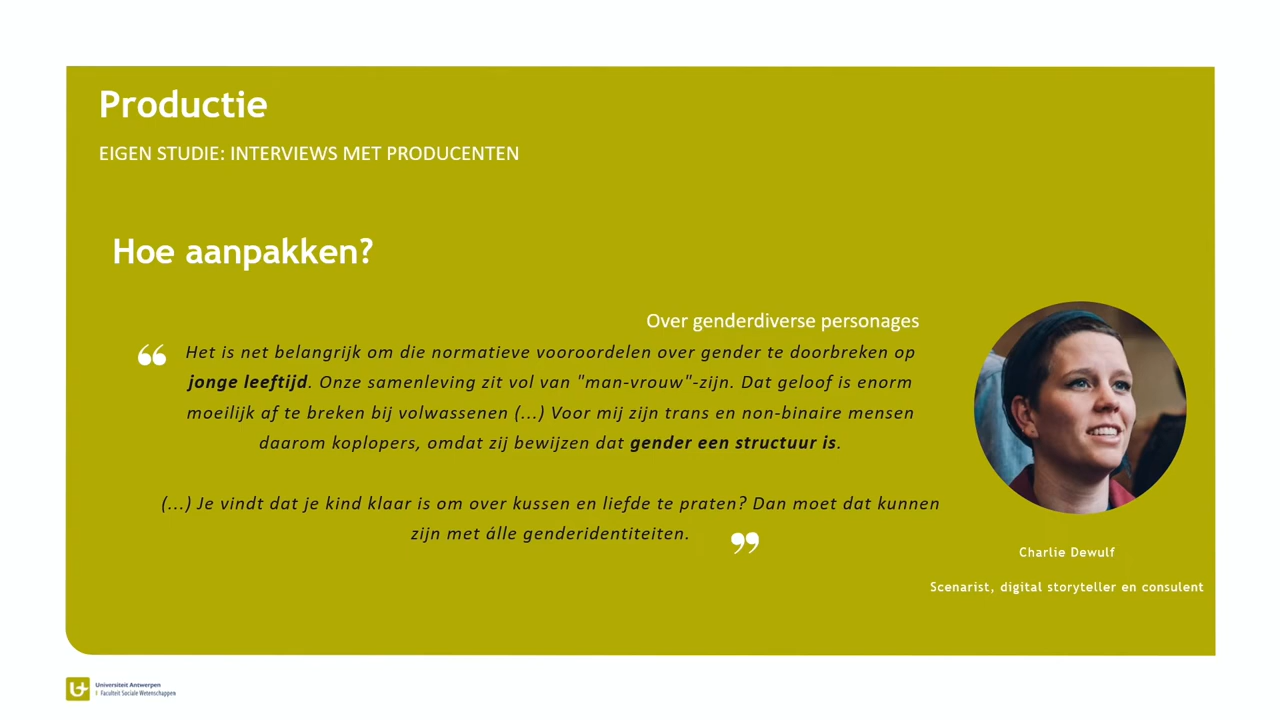 Productie
EIGEN STUDIE: INTERVIEWS MET PRODUCENTEN
Hoe aanpakken?
Over genderdiverse personages
“ Het is net belangrijk om die normatieve vooroordelen over gender te doorbreken op
jonge leeftijd. Onze samenleving zit vol van "man-vrouw"-zijn. Dat geloof is enorm
moeilijk af te breken bij volwassenen (...) Voor mij zijn trans en non-binaire mensen
daarom koplopers, omdat zij bewijzen dat gender een structuur is.
(...) Je vindt dat je kind klaar is om over kussen en liefde te praten? Dan moet dat kunnen
zijn met álle genderidentiteiten. ”
Charlie Dewulf
Scenarist, digital storyteller en consulent
Universiteit Antwerpen
I Faculteit Sociale Wetenschappen